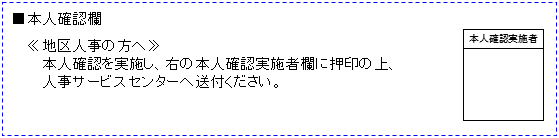 ■本人確認欄
≪地区人事の方へ≫
本人確認を実施し、右の本人確認実施者欄に押印の上、
人事サービスセンターへ送付ください。
本人確認実施者